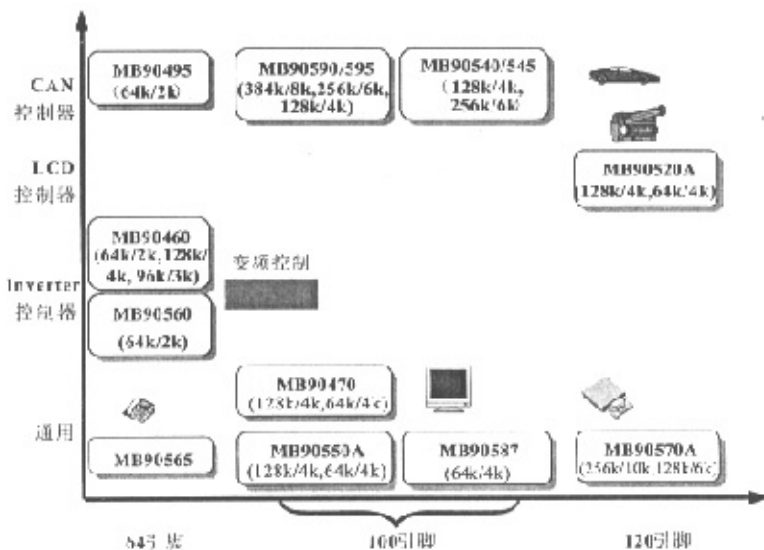 CAN
控制器
MB90495
(64k/2k)
MB90590/595
(384k/8k,256k/6k,
128k/4k)
MB90540/545
(128k/4k,
256k/6k)
LCD
控制器
MB90520A
(128k/4k,64k/4k)
Inverter
控制器
MB90460
(64k/2k,128k/
4k, 96k/3k)
变频控制
MB90560
(64k/2k)
通用
MB90470
(128k/4k,64k/4k)
MB90565
MB90550A
(128k/4k,64k/4k)
MB90587
(64k/4k)
MB90570A
(256k/10k,128k/6k)
64引脚
100引脚
120引脚